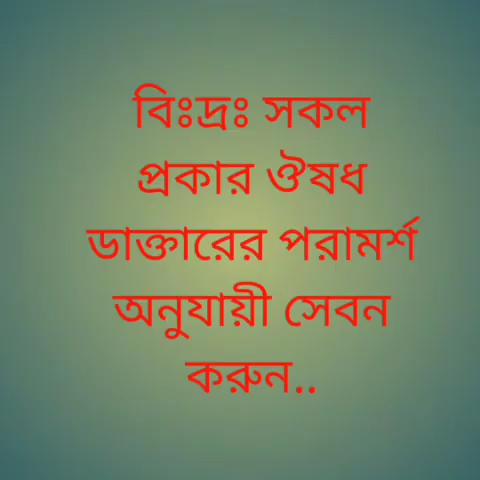 বিঃদ্রঃ সকল
প্রকার ঔষধ
ডাক্তারের পরামর্শ
অনুযায়ী সেবন
করুন..